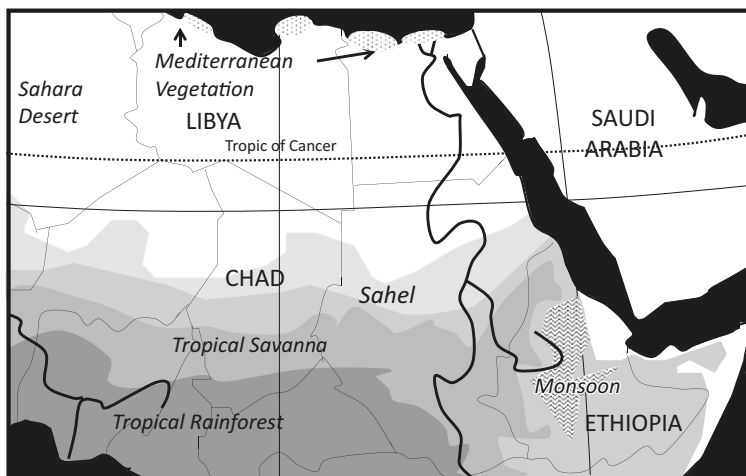 Mediterranean
Vegetation
Sahara
Desert
LIBYA
SAUDI
ARABIA
Tropic of Cancer
CHAD
Sahel
Tropical Savanna
Monsoon
Tropical Rainforest
ETHIOPIA